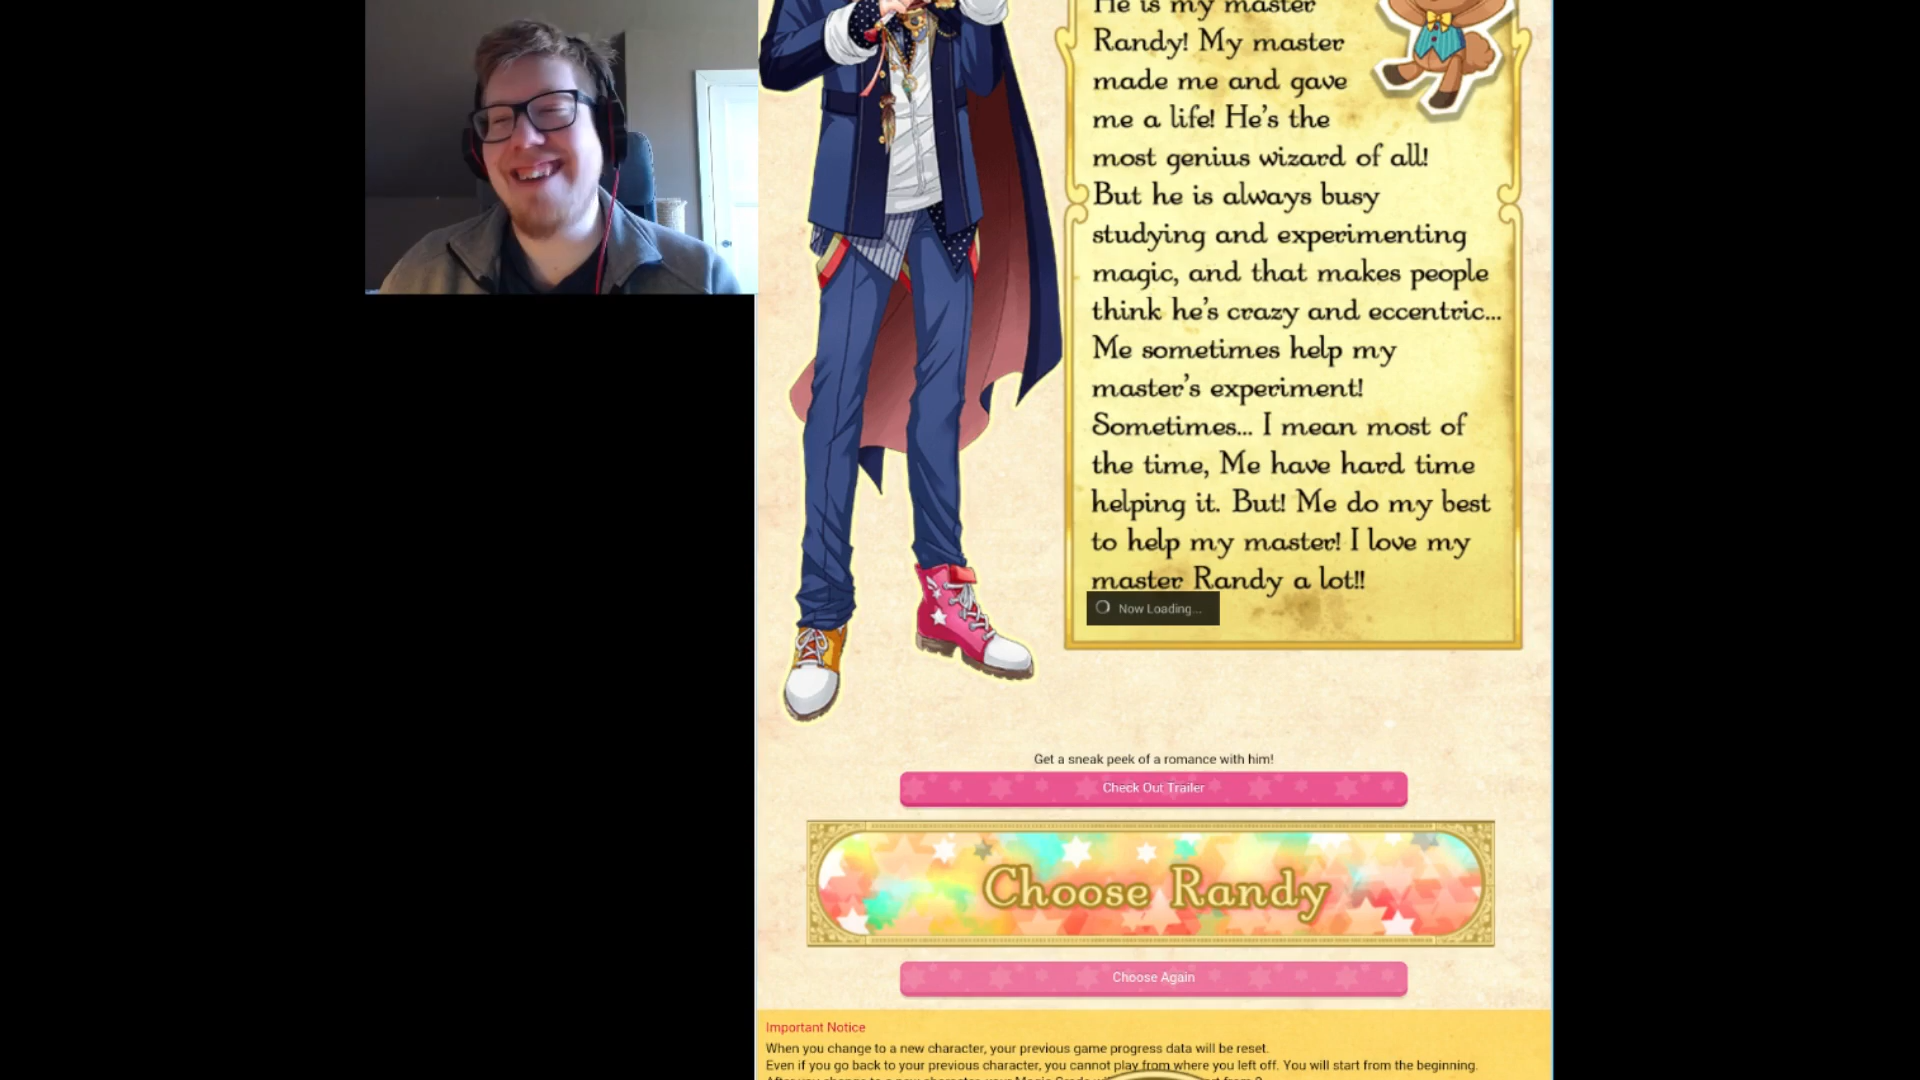 He is my master
Randy! My master
made me and gave
me a life! He's the
most genius wizard of all!
But he is always busy
studying and experimenting
magic, and that makes people
think he's crazy and eccentric...
Me sometimes help my
master's experiment!
Sometimes... I mean most of
the time, Me have hard time
helping it. But! Me do my best
to help my master! I love my
master Randy a lot!!
Now Loading...
Get a sneak peek of a romance with him!
Check Out Trailer
Choose Randy
Choose Again
Important Notice
When you change to a new character, your previous game progress data will be reset.
Even if you go back to your previous character, you cannot play from where you left off. You will start from the beginning.